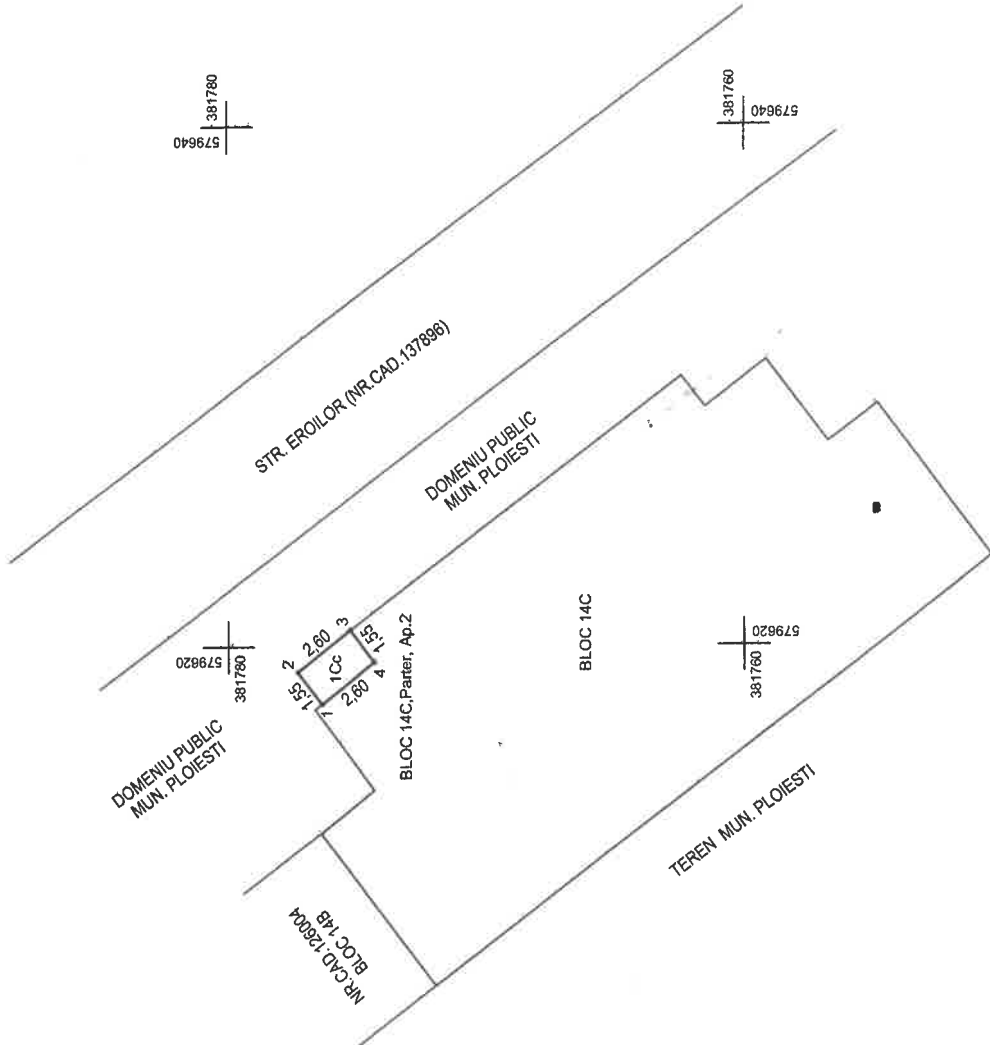 381780
579640
381760
579640
STR. EROILOR (NR.CAD.137896)
DOMENIU PUBLIC
MUN. PLOIESTI
579620
381780
2
2,60
3
1,55
1Cc
1,55
1
2,60
4
BLOC 14C,Parter, Ap.2
DOMENIU PUBLIC
MUN. PLOIESTI
BLOC 14C
381760
579620
NR.CAD.126004
BLOC 14B
TEREN MUN. PLOIESTI